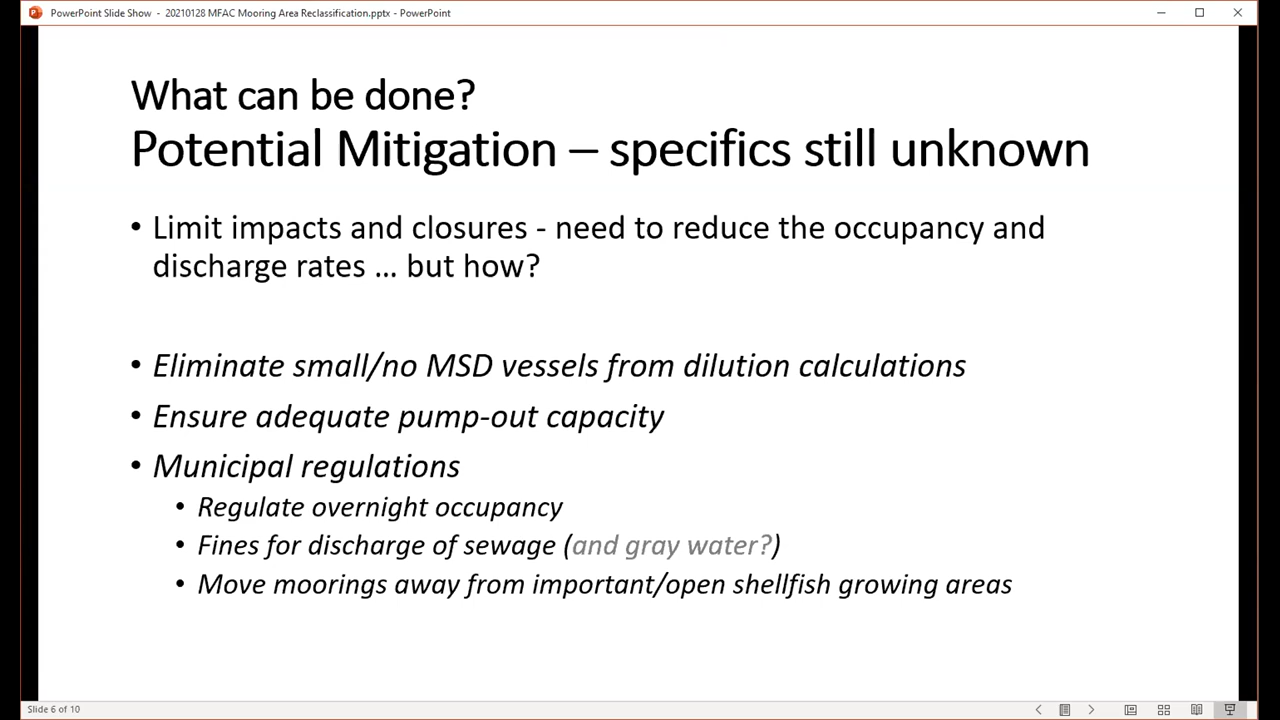 PowerPoint Slide Show - 20210128 MFAC Mooring Area Reclassification.pptx - PowerPoint
What can be done?
Potential Mitigation – specifics still unknown
• Limit impacts and closures - need to reduce the occupancy and
discharge rates ... but how?
• Eliminate small/no MSD vessels from dilution calculations
• Ensure adequate pump-out capacity
• Municipal regulations
• Regulate overnight occupancy
• Fines for discharge of sewage (and gray water?)
• Move moorings away from important/open shellfish growing areas
Slide 6 of 10